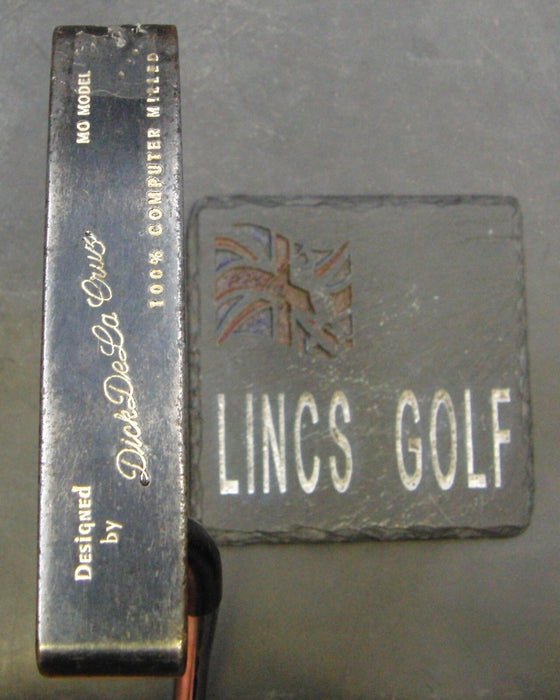 MO MODEL
100% COMPUTER MILLED
Designed
by
Dick De La Cruz
LINCS GOLF